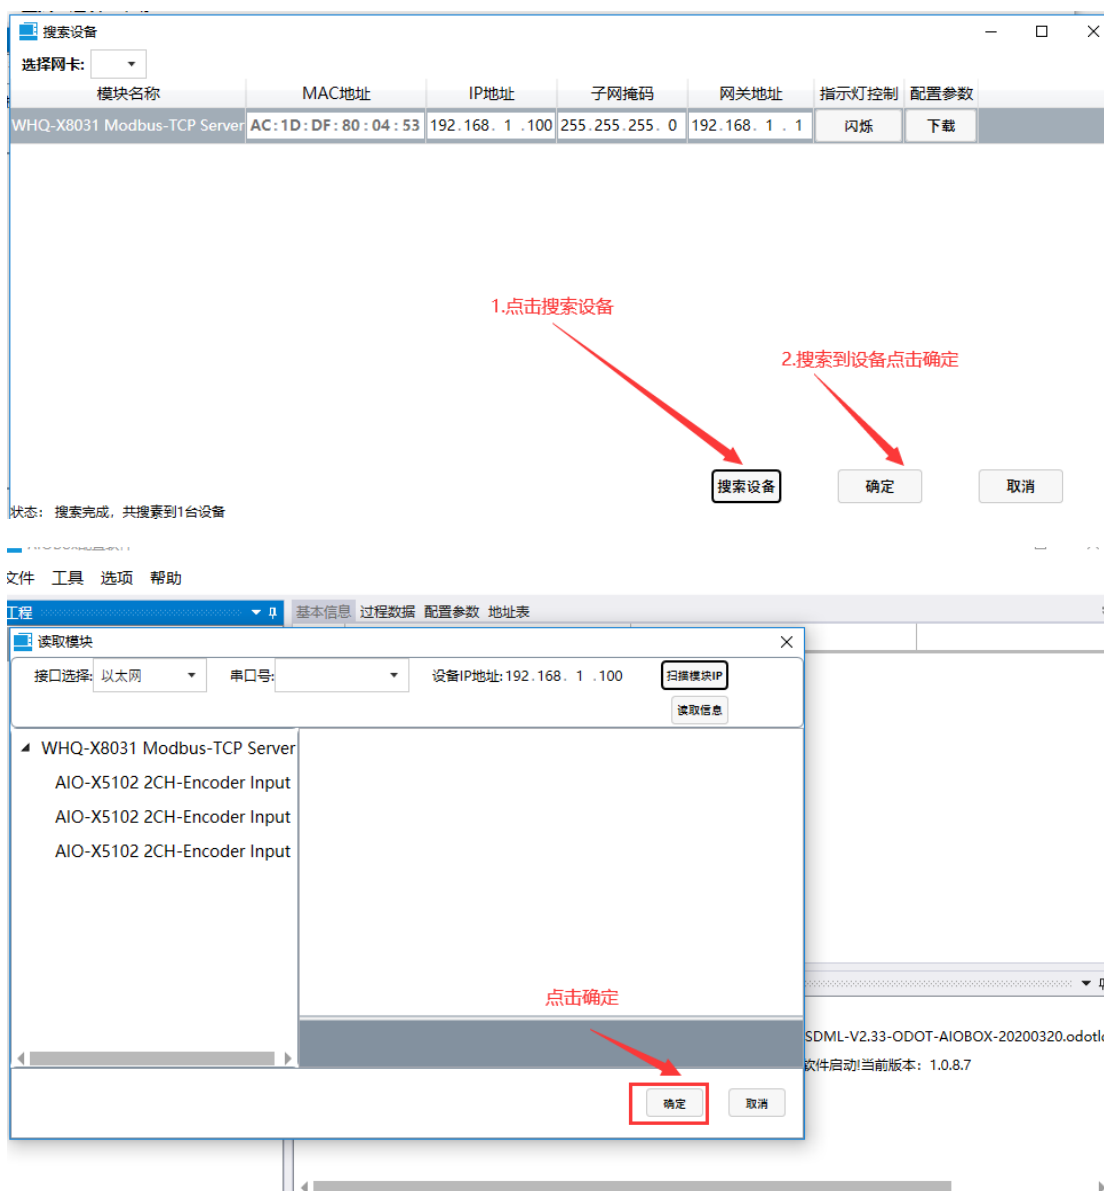 搜索设备
选择网卡:
模块名称 MAC地址 IP地址 子网掩码 网关地址 指示灯控制 配置参数
WHQ-X8031 Modbus-TCP Server AC:1D:DF:80:04:53 192.168. 1 .100 255.255.255. 0 192.168. 1 . 1 闪烁 下载
1.点击搜索设备
2.搜索到设备点击确定
搜索设备 确定 取消
状态: 搜索完成, 共搜素到1台设备
文件 工具 选项 帮助
工程 基本信息 过程数据 配置参数 地址表
读取模块
接口选择: 以太网 串口号: 设备IP地址:192.168. 1 .100 扫描模块IP
读取信息
WHQ-X8031 Modbus-TCP Server
AIO-X5102 2CH-Encoder Input
AIO-X5102 2CH-Encoder Input
AIO-X5102 2CH-Encoder Input
点击确定
SDML-V2.33-ODOT-AIOBOX-20200320.odotl
软件启动!当前版本: 1.0.8.7
确定 取消